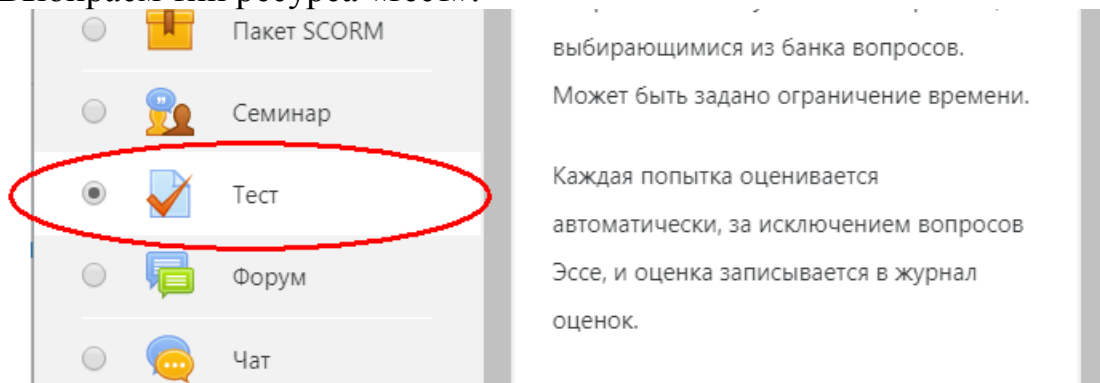 Пакет SCORM
Семинар
Тест
Форум
Чат
выбирающимися из банка вопросов.
Может быть задано ограничение времени.
Каждая попытка оценивается
автоматически, за исключением вопросов
Эссе, и оценка записывается в журнал
оценок.